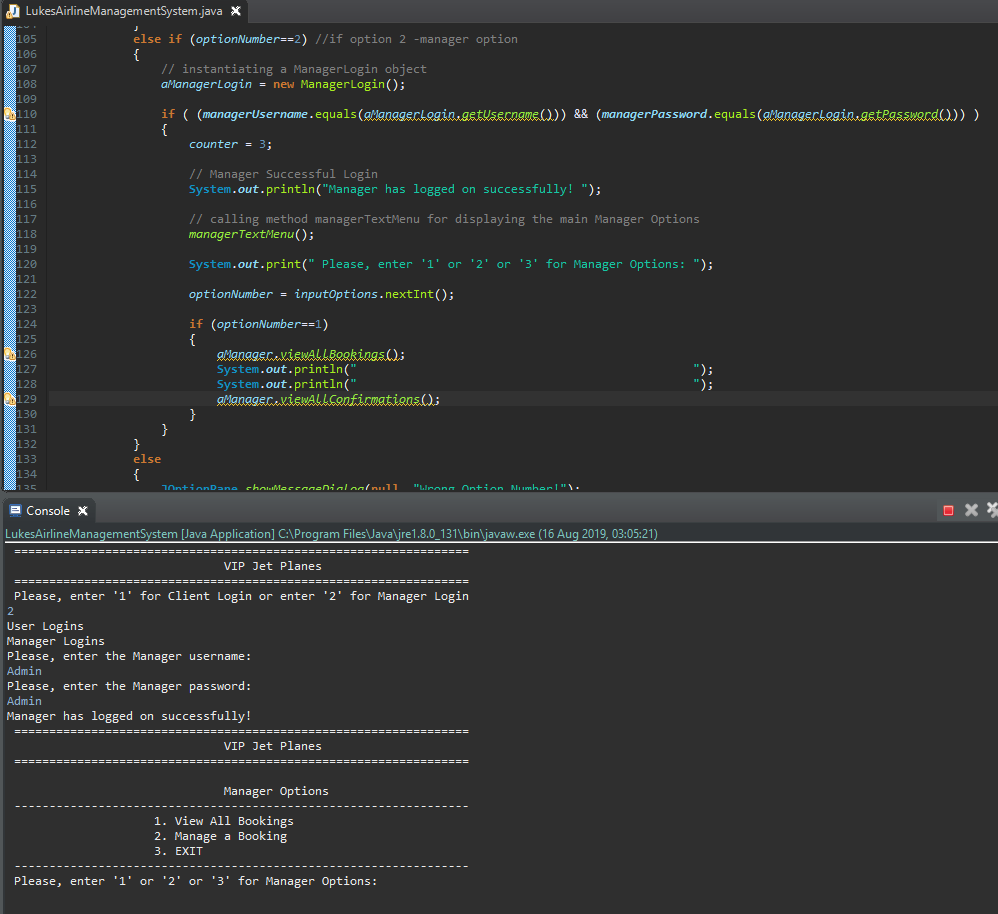 LukesAirlineManagementSystem.java
105 else if (optionNumber==2) //if option 2 -manager option
106 {
107 // instantiating a ManagerLogin object
108 aManagerLogin = new ManagerLogin();
109
110 if ( (managerUsername.equals(aManagerLogin.getUsername())) && (managerPassword.equals(aManagerLogin.getPassword())) )
111 {
112 counter = 3;
113
114 // Manager Successful Login
115 System.out.println("Manager has logged on successfully! ");
116
117 // calling method managerTextMenu for displaying the main Manager Options
118 managerTextMenu();
119
120 System.out.print(" Please, enter '1' or '2' or '3' for Manager Options: ");
121
122 optionNumber = inputOptions.nextInt();
123
124 if (optionNumber==1)
125 {
126 aManager.viewAllBookings();
127 System.out.println("                                                ");
128 System.out.println("                                                ");
129 aManager.viewAllConfirmations();
130 }
131 }
132 }
133 else
134 {
135 JOptionPane.showMessageDialog(null, "Wrong Option Number!");
Console
LukesAirlineManagementSystem [Java Application] C:\Program Files\Java\jre1.8.0_131\bin\javaw.exe (16 Aug 2019, 03:05:21)
=================================================================
VIP Jet Planes
=================================================================
Please, enter '1' for Client Login or enter '2' for Manager Login
2
User Logins
Manager Logins
Please, enter the Manager username:
Admin
Please, enter the Manager password:
Admin
Manager has logged on successfully!
=================================================================
VIP Jet Planes
=================================================================
Manager Options
-----------------------------------------------------------------
1. View All Bookings
2. Manage a Booking
3. EXIT
-----------------------------------------------------------------
Please, enter '1' or '2' or '3' for Manager Options: